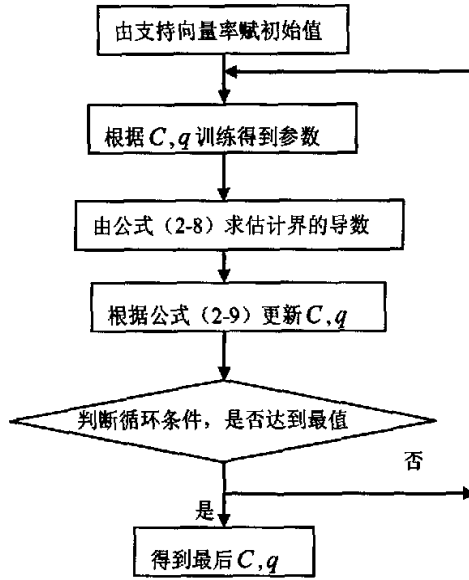 由支持向量率赋初始值
根据C,q训练得到参数
由公式（2-8）求估计界的导数
根据公式（2-9）更新C,q
判断循环条件，是否达到最值
否
是
得到最后C,q